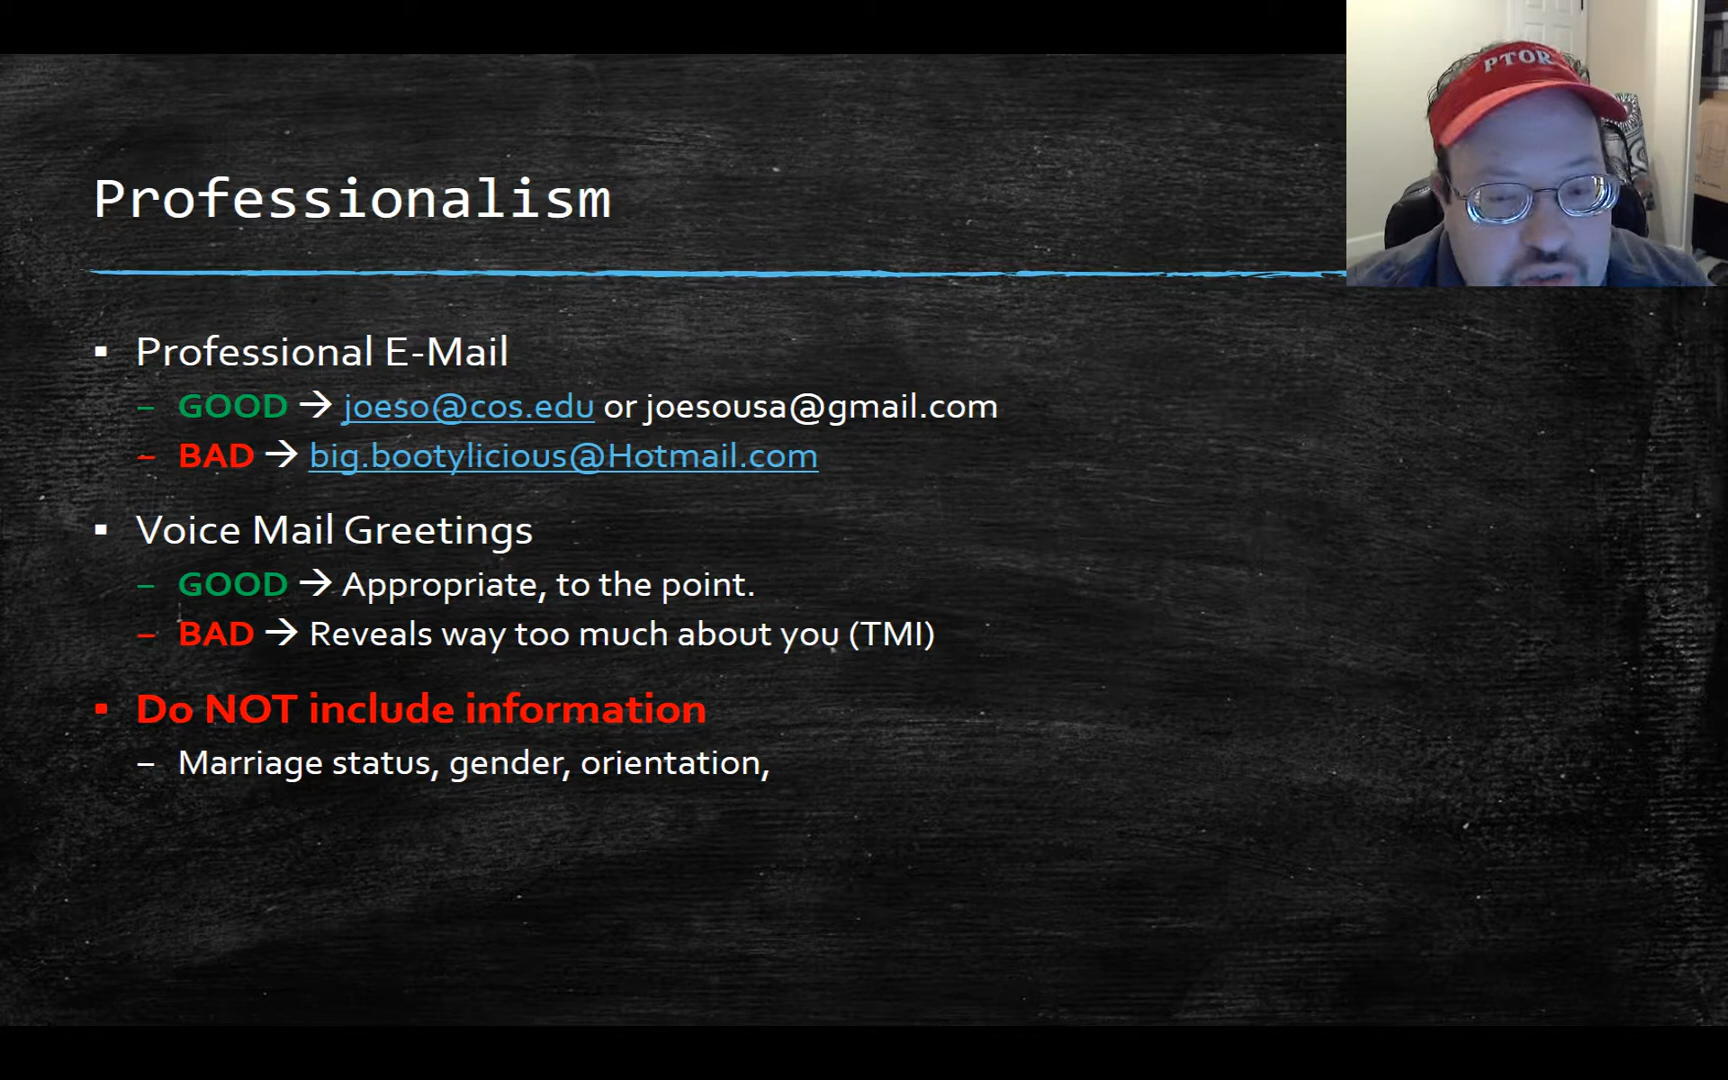 PTOR
Professionalism
▪ Professional E-Mail
– GOOD → joeso@cos.edu or joesousa@gmail.com
– BAD → big.bootylicious@Hotmail.com
▪ Voice Mail Greetings
– GOOD → Appropriate, to the point.
– BAD → Reveals way too much about you (TMI)
▪ Do NOT include information
– Marriage status, gender, orientation,